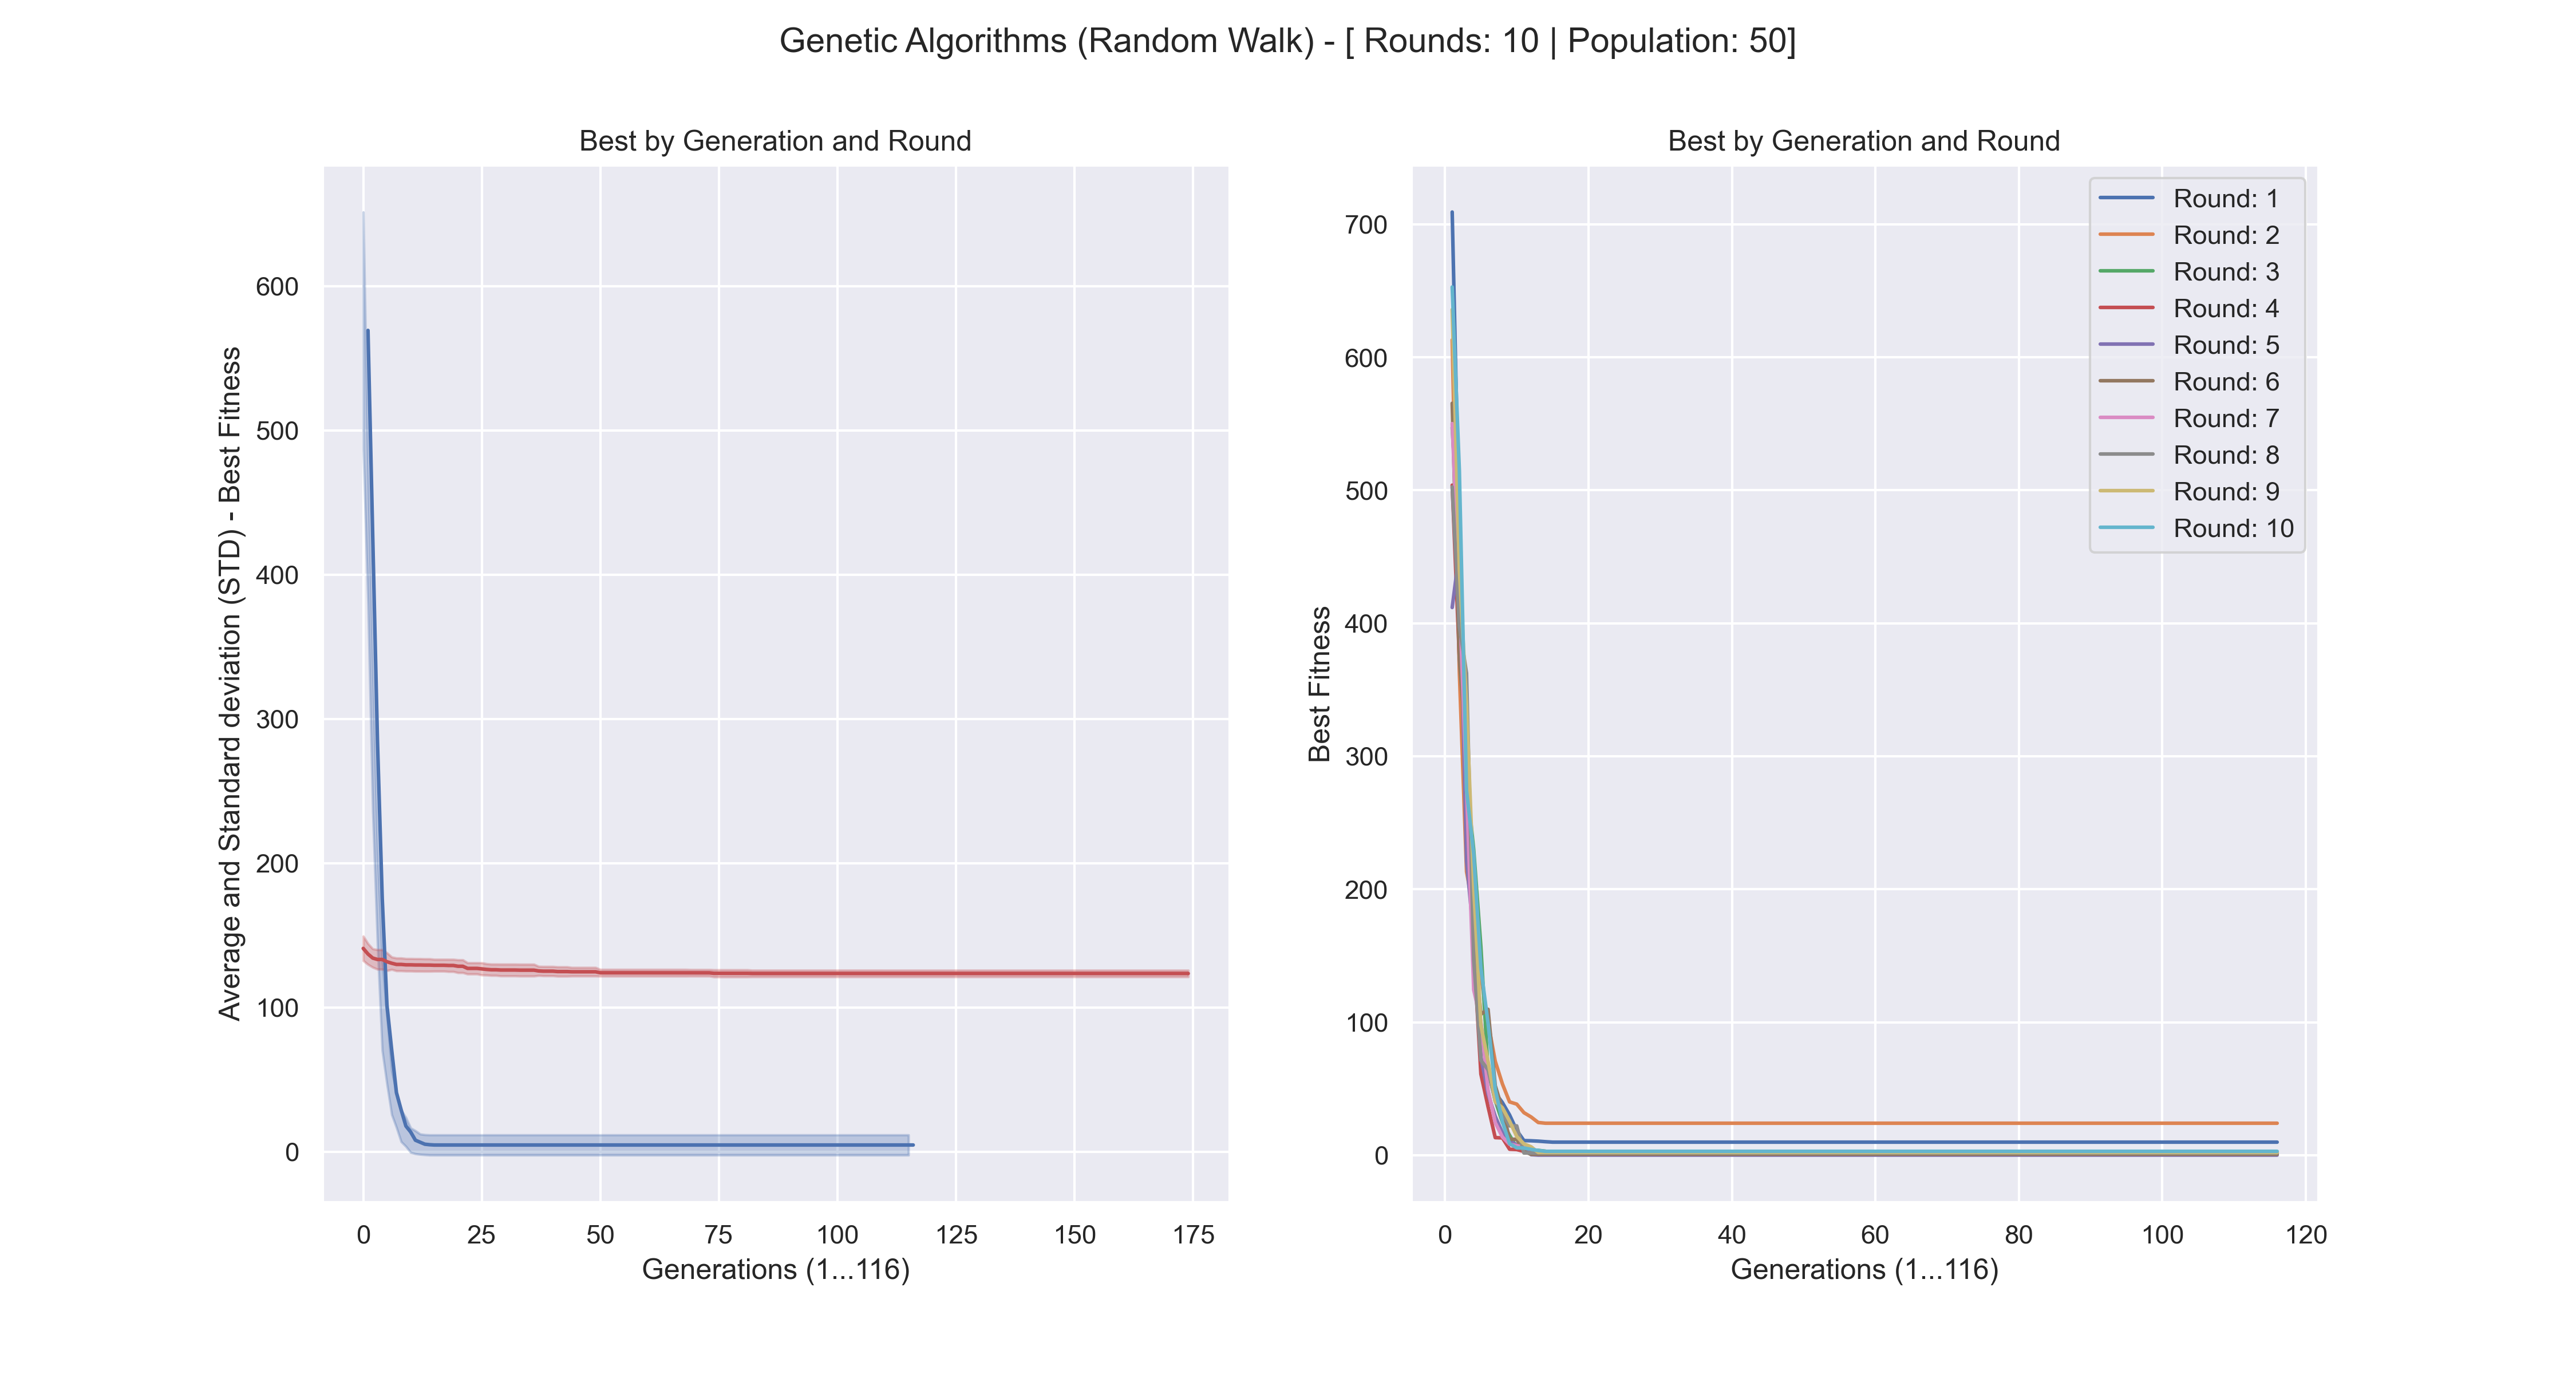 Genetic Algorithms (Random Walk) - [ Rounds: 10 | Population: 50]
Best by Generation and Round
Average and Standard deviation (STD) - Best Fitness
600
500
400
300
200
100
0
0 25 50 75 100 125 150 175
Generations (1...116)
Best by Generation and Round
Best Fitness
700
600
500
400
300
200
100
0
0 20 40 60 80 100 120
Generations (1...116)
Round: 1
Round: 2
Round: 3
Round: 4
Round: 5
Round: 6
Round: 7
Round: 8
Round: 9
Round: 10